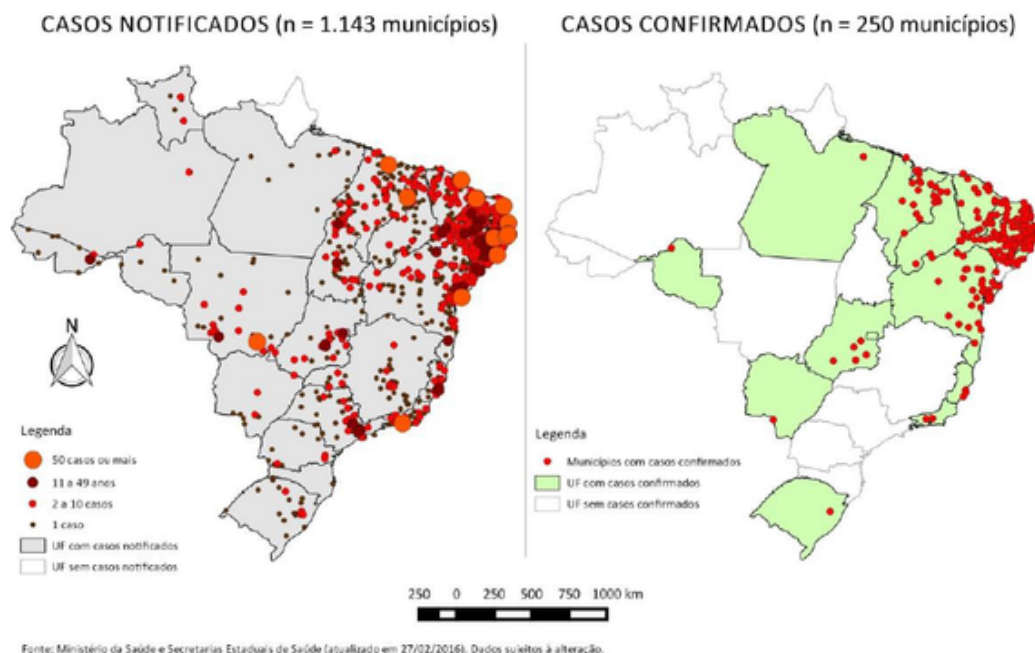 CASOS NOTIFICADOS (n = 1.143 municípios)
N
Legenda
50 casos ou mais
11 a 49 anos
2 a 10 casos
1 caso
UF com casos notificados
UF sem casos notificados
CASOS CONFIRMADOS (n = 250 municípios)
Legenda
Municípios com casos confirmados
UF com casos confirmados
UF sem casos confirmados
250 0 250 500 750 1000 km
Fonte: Ministério da Saúde e Secretarias Estaduais de Saúde (atualizado em 27/02/2016). Dados sujeitos à alteração.